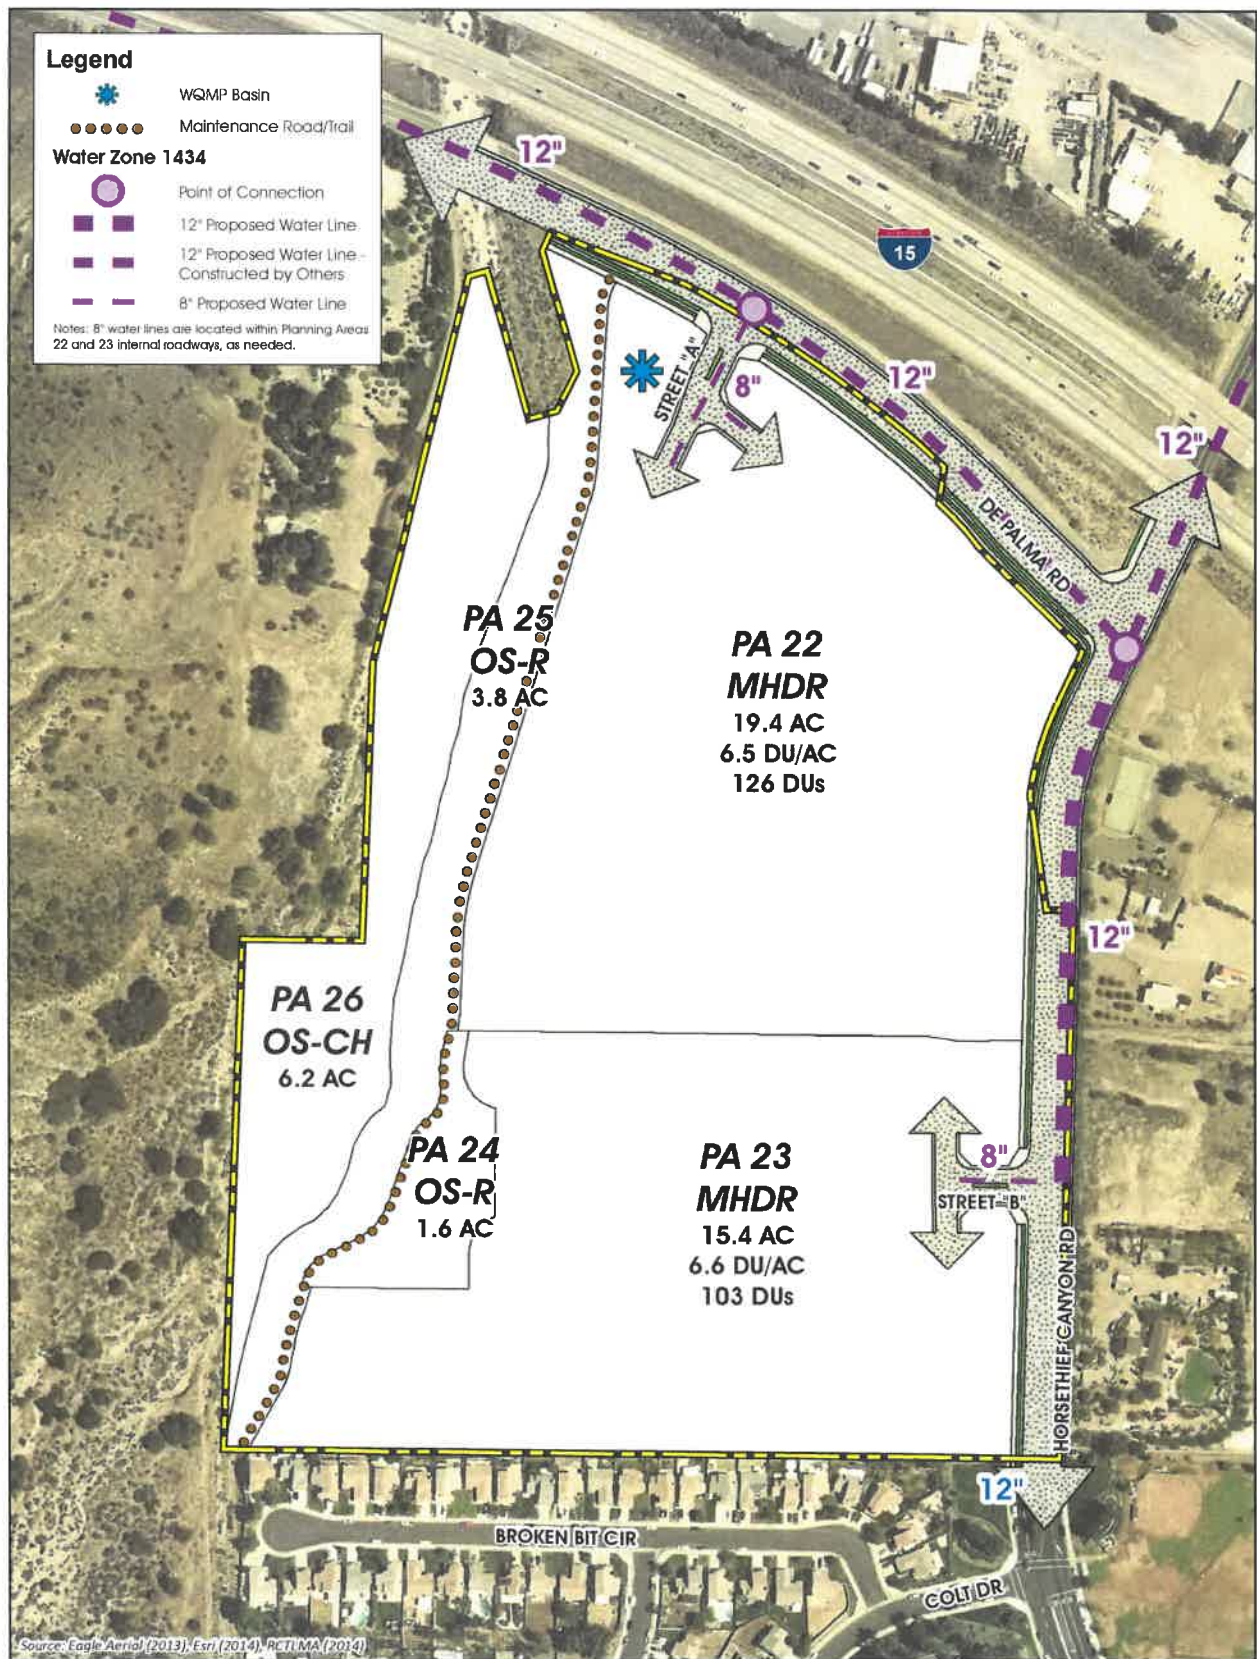 Legend
WQMP Basin
Maintenance Road/Trail
Water Zone 1434
Point of Connection
12" Proposed Water Line
12" Proposed Water Line -
Constructed by Others
8" Proposed Water Line
Notes: 8" water lines are located within Planning Areas
22 and 23 internal roadways, as needed.
12"
15
STREET "A"
8"
12"
12"
DE PALMA RD
PA 25
OS-R
3.8 AC
PA 22
MHDR
19.4 AC
6.5 DU/AC
126 DUs
12"
PA 26
OS-CH
6.2 AC
PA 24
OS-R
1.6 AC
PA 23
MHDR
15.4 AC
6.6 DU/AC
103 DUs
8"
STREET "B"
HORSETHIEF CANYON RD
12"
BROKEN BIT CIR
COLT DR
Source: Eagle Aerial (2013), Esri (2014), RCTLMA (2014)